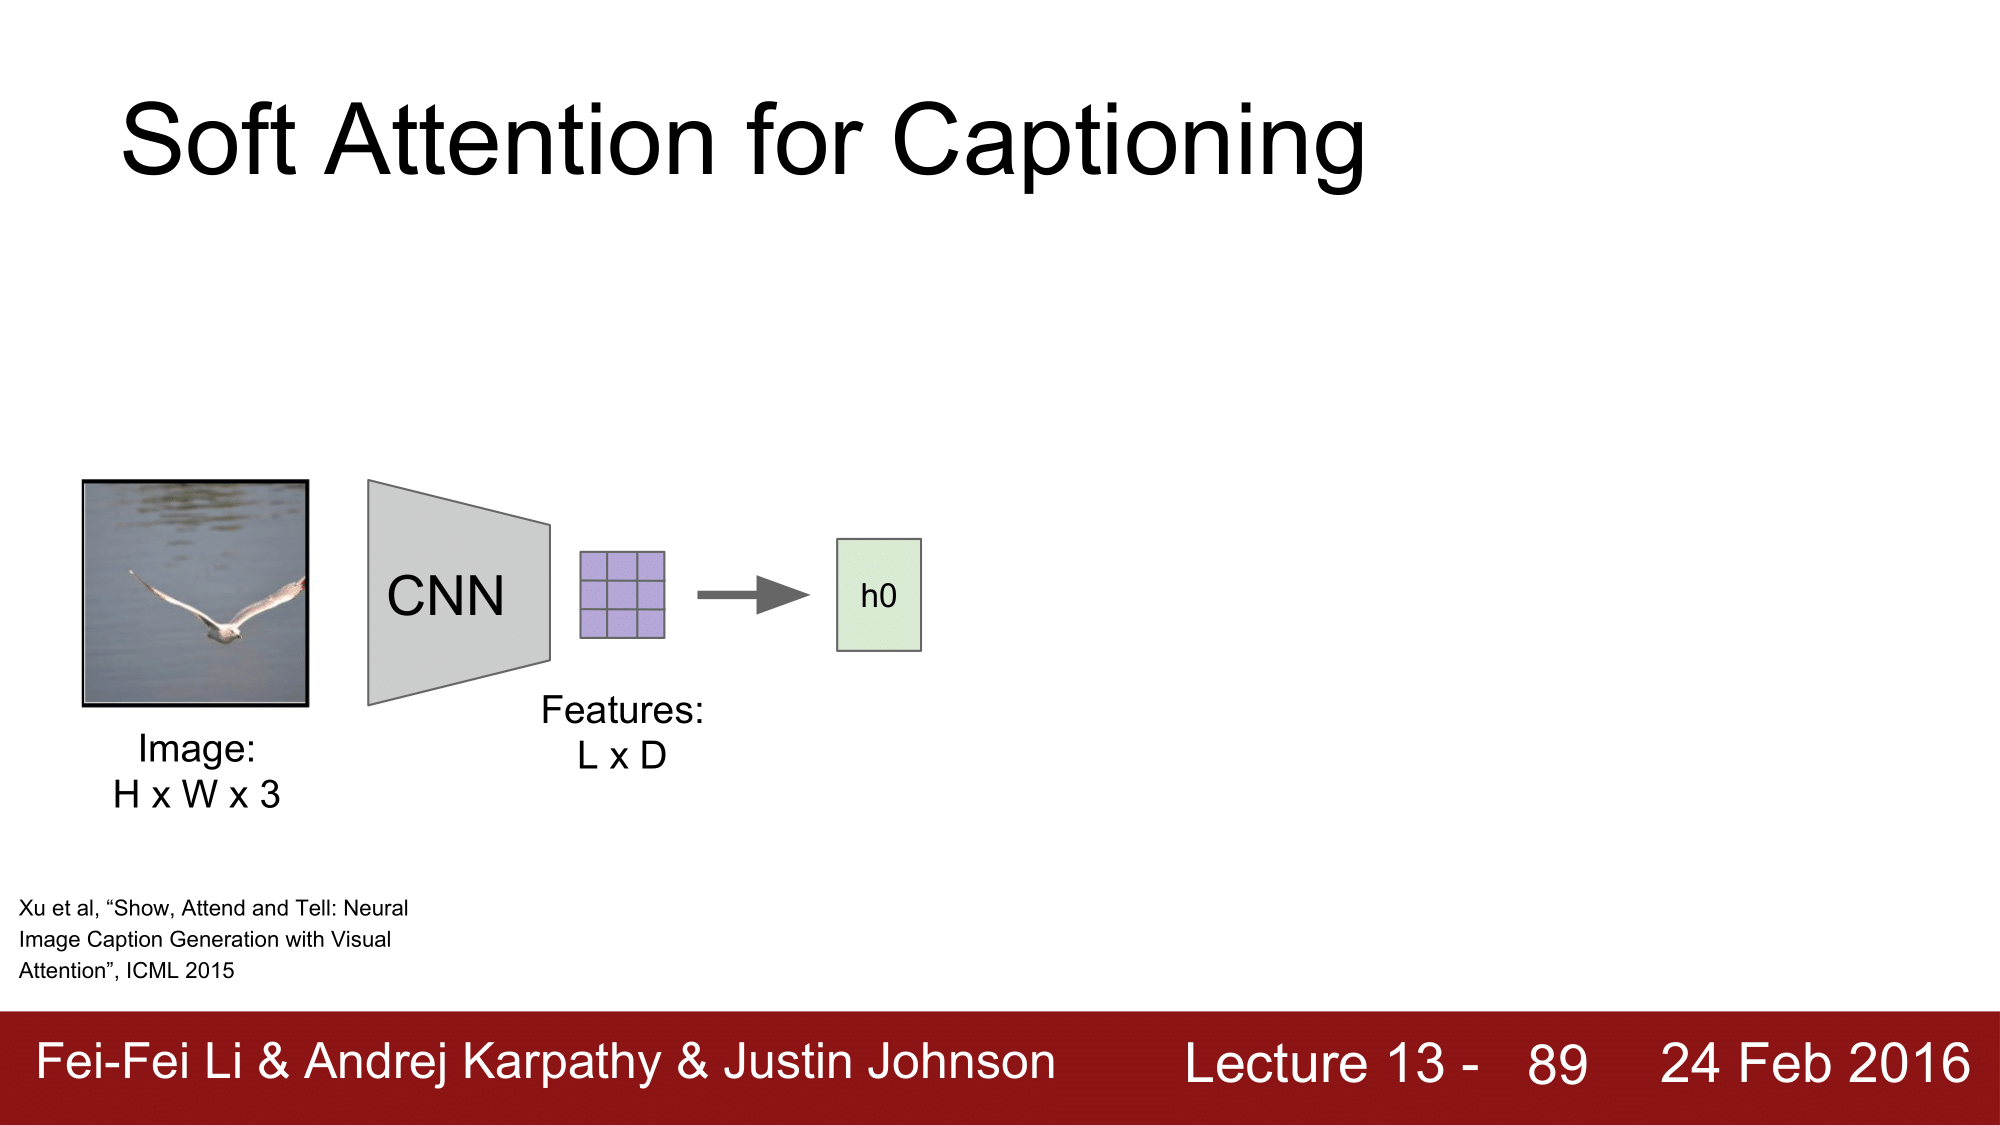 Soft Attention for Captioning
CNN
h0
Features:
L x D
Image:
H x W x 3
Xu et al, “Show, Attend and Tell: Neural
Image Caption Generation with Visual
Attention”, ICML 2015
Fei-Fei Li & Andrej Karpathy & Justin Johnson Lecture 13 - 89 24 Feb 2016